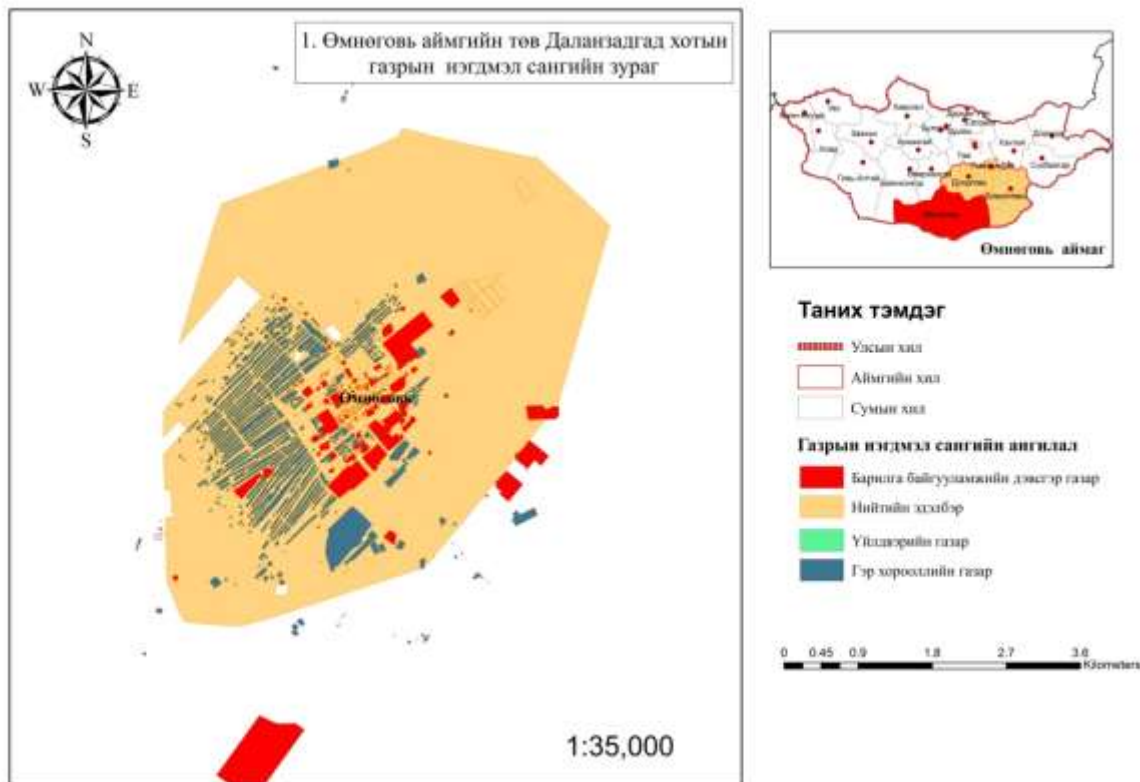 1. Өмнөговь аймгийн төв Даланзадгад хотын
газрын нэгдмэл сангийн зураг
N
W E
S
Өмнөговь
1:35,000
Өмнөговь аймаг
Таних тэмдэг
Улсын хил
Аймгийн хил
Сумын хил
Газрын нэгдмэл сангийн ангилал
Барилга байгууламжийн дэвсгэр газар
Нийтийн эдэлбэр
Үйлдвэрийн газар
Гэр хорооллийн газар
0 0.45 0.9 1.8 2.7 3.6
Kilometers